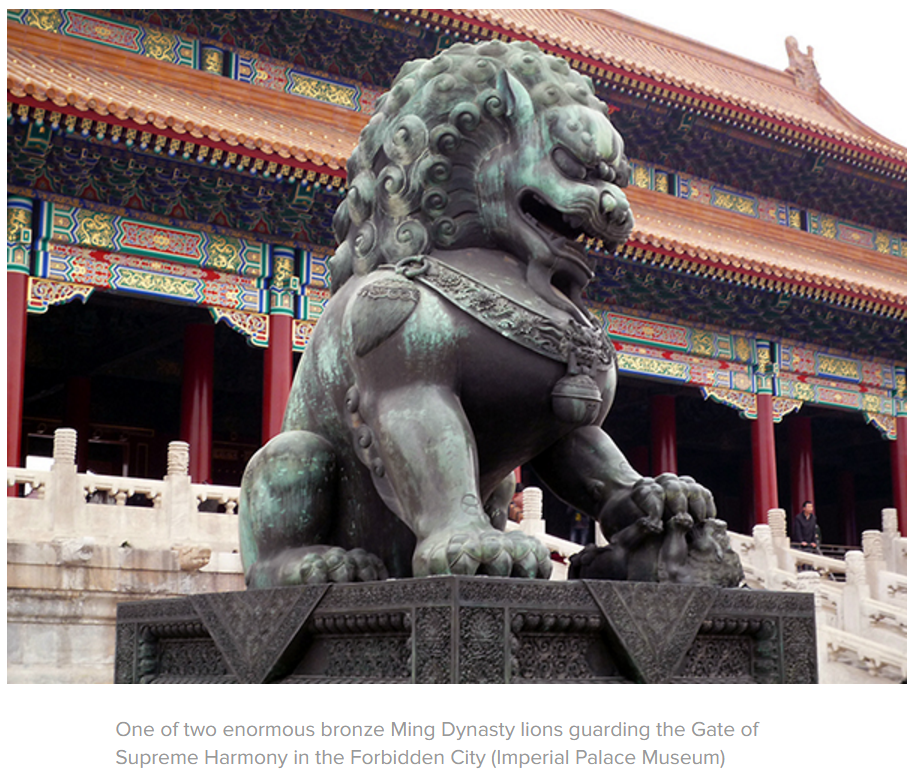 One of two enormous bronze Ming Dynasty lions guarding the Gate of
Supreme Harmony in the Forbidden City (Imperial Palace Museum)